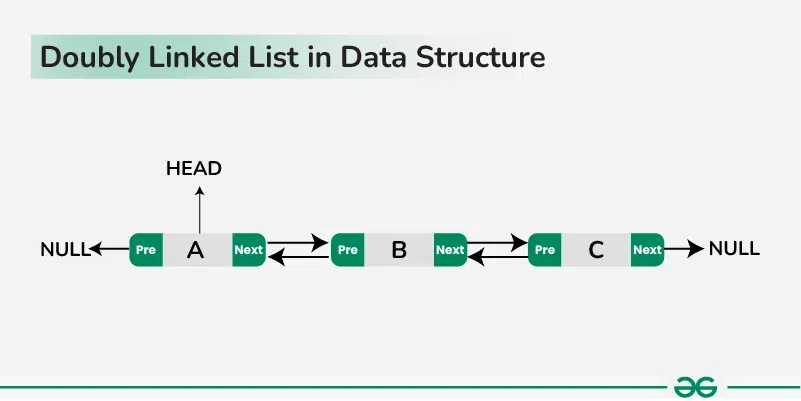 Doubly Linked List in Data Structure
HEAD
NULL Pre A Next Pre B Next Pre C Next NULL